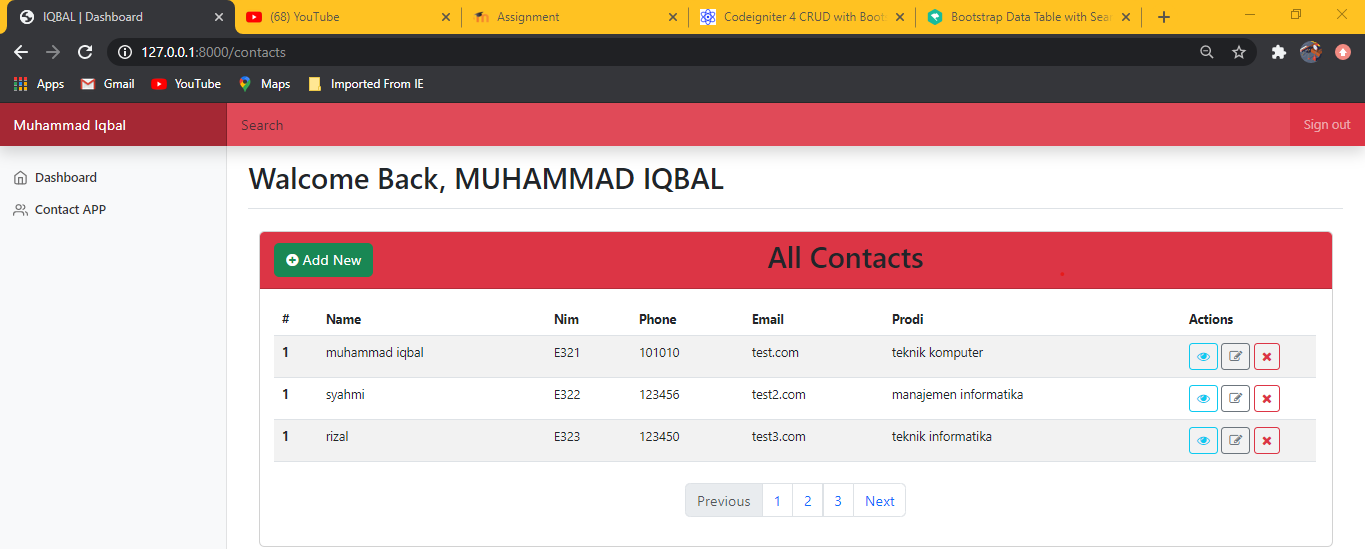 IQBAL | Dashboard
(68) YouTube
Assignment
Codeigniter 4 CRUD with Boots
Bootstrap Data Table with Sear
127.0.0.1:8000/contacts
Apps
Gmail
YouTube
Maps
Imported From IE
Muhammad Iqbal
Search
Sign out
Dashboard
Contact APP
Walcome Back, MUHAMMAD IQBAL
Add New
All Contacts
# Name Nim Phone Email Prodi Actions
1 muhammad iqbal E321 101010 test.com teknik komputer
1 syahmi E322 123456 test2.com manajemen informatika
1 rizal E323 123450 test3.com teknik informatika
Previous 1 2 3 Next